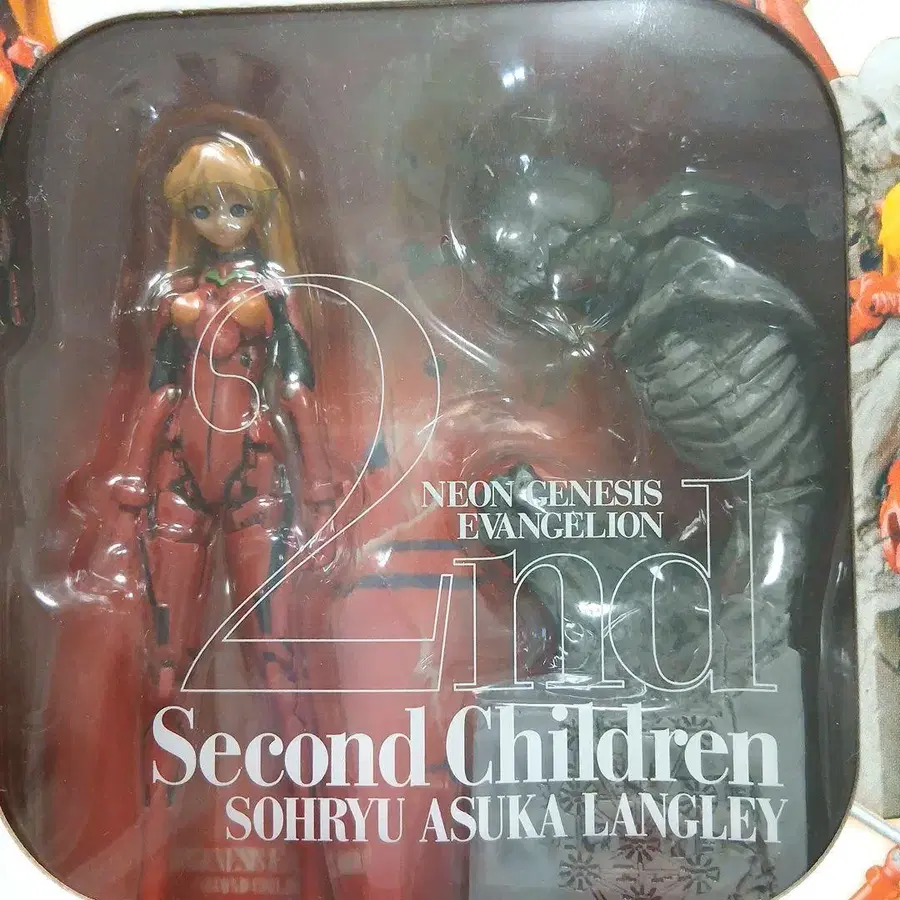 2nd
NEON GENESIS
EVANGELION
Second Children
SOHRYU ASUKA LANGLEY